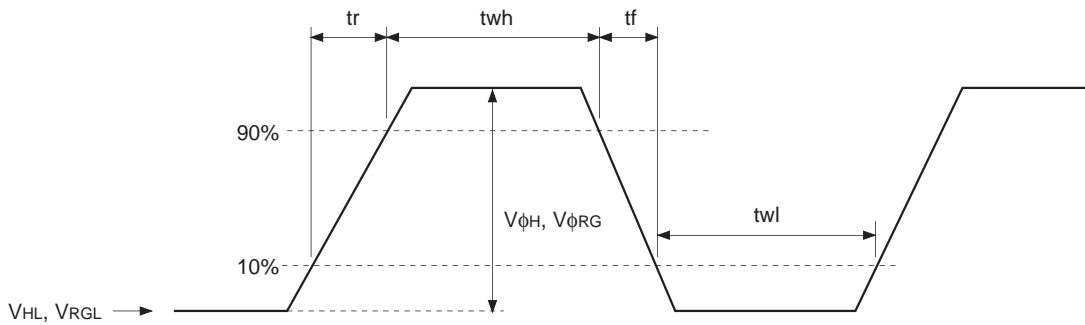 tr twh tf
90%
VϕH, VϕRG
twl
10%
VHL, VRGL